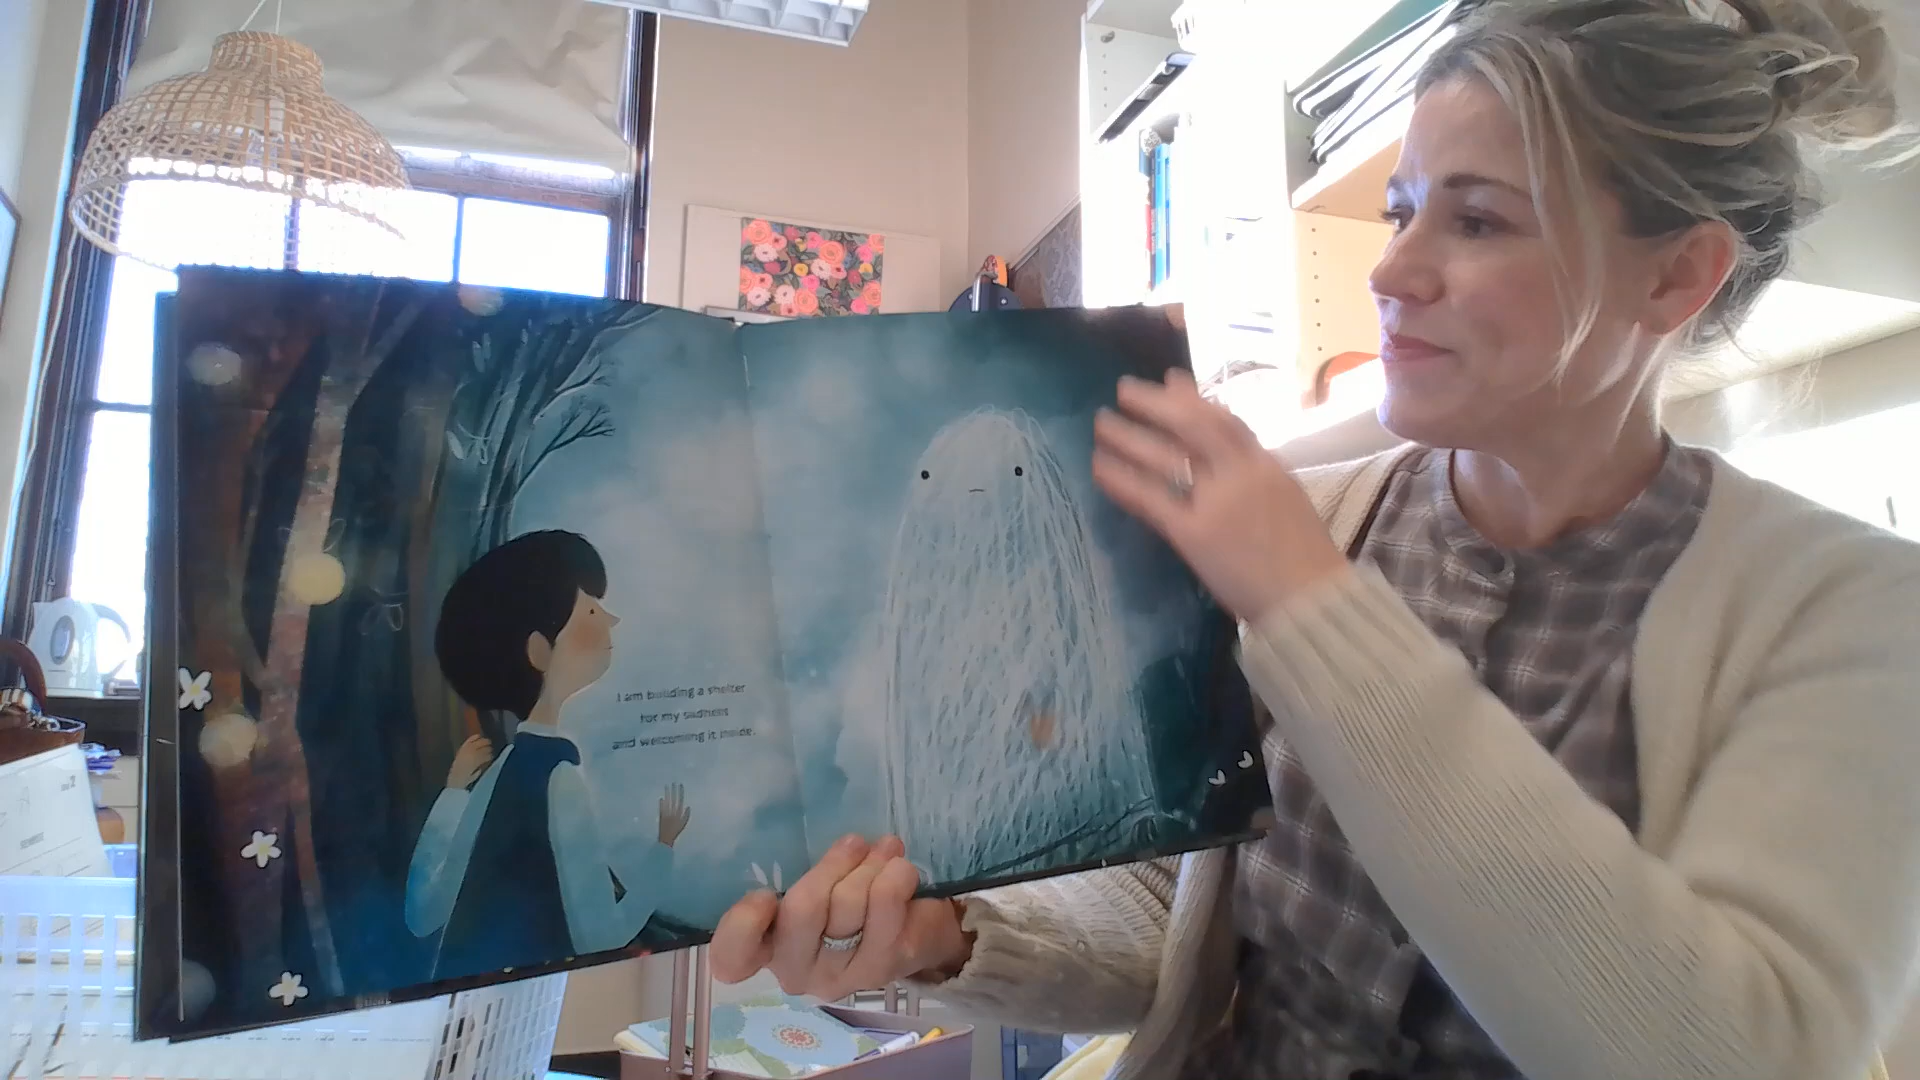 I am building a shelter
for my sadness
and welcoming it inside.